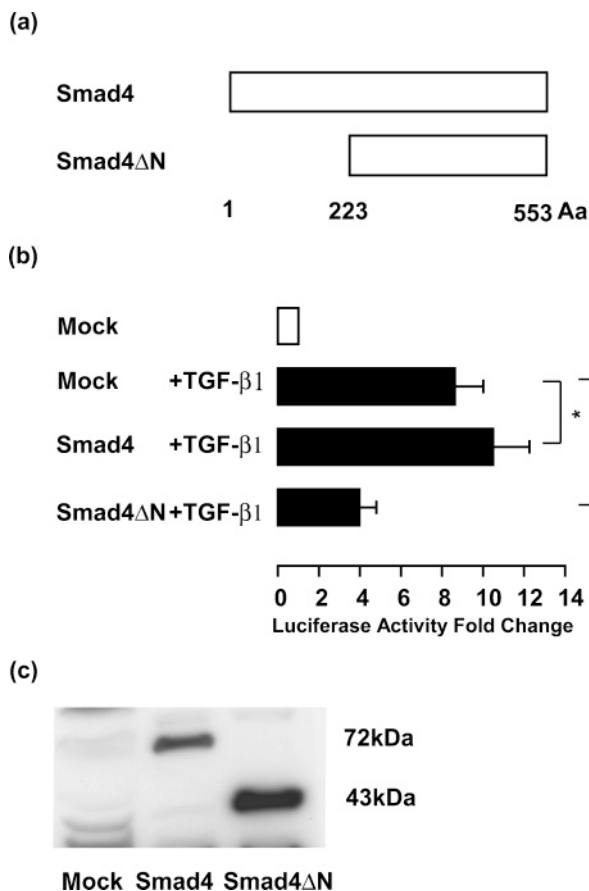 (a)
Smad4
Smad4ΔN
1 223 553 Aa
(b)
Mock
Mock +TGF-β1
*
Smad4 +TGF-β1
Smad4ΔN +TGF-β1
0 2 4 6 8 10 12 14
Luciferase Activity Fold Change
(c)
72kDa
43kDa
Mock Smad4 Smad4ΔN